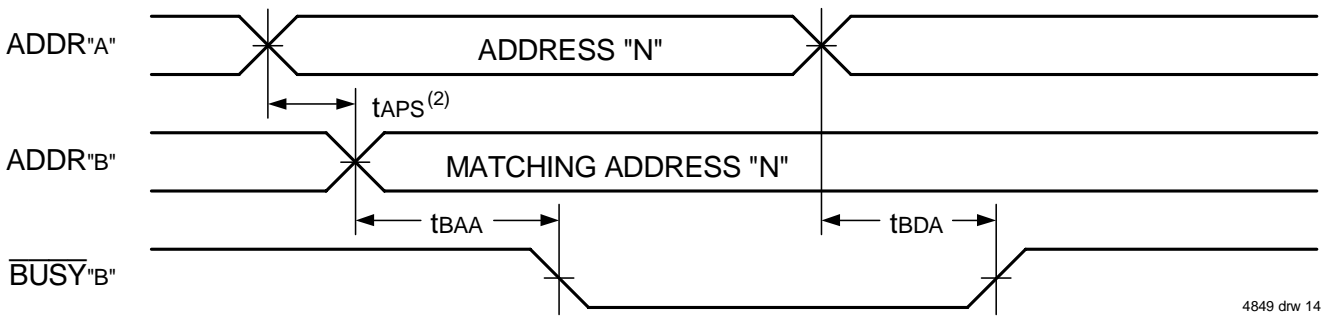 ADDR"A"
ADDRESS "N"
tAPS(2)
ADDR"B"
MATCHING ADDRESS "N"
tBAA
tBDA
BUSY"B"
4849 drw 14